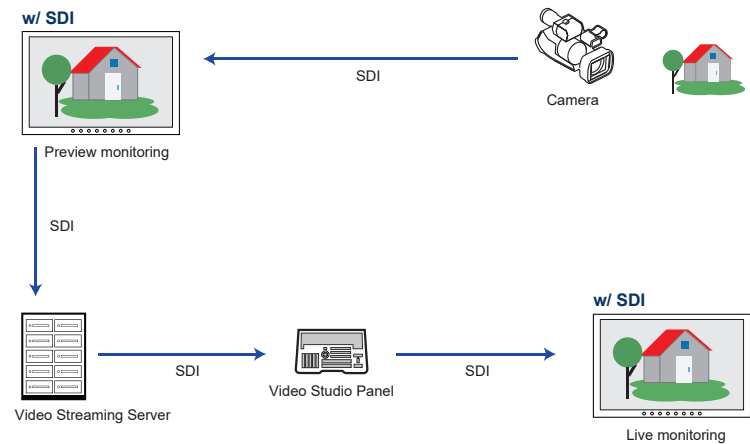 w/ SDI
SDI
Camera
Preview monitoring
SDI
w/ SDI
SDI
Video Studio Panel
SDI
Video Streaming Server
Live monitoring